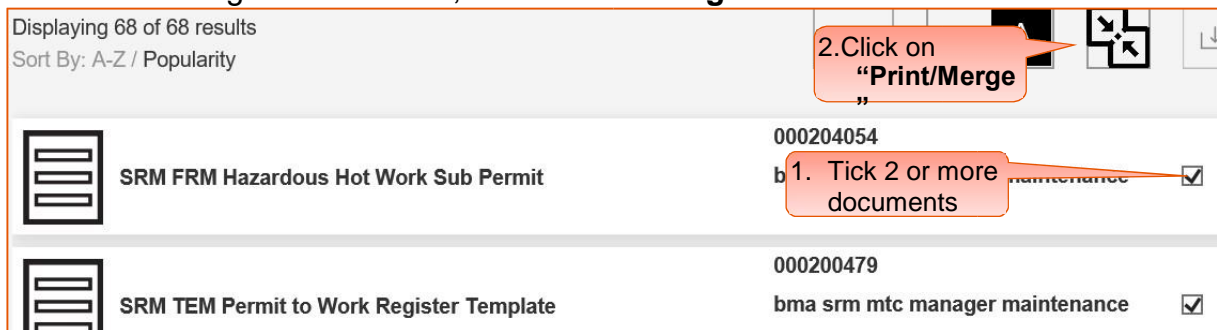 Displaying 68 of 68 results
Sort By: A-Z / Popularity
2.Click on
“Print/Merge
”
000204054
SRM FRM Hazardous Hot Work Sub Permit
1. Tick 2 or more
documents
000200479
SRM TEM Permit to Work Register Template
bma srm mtc manager maintenance